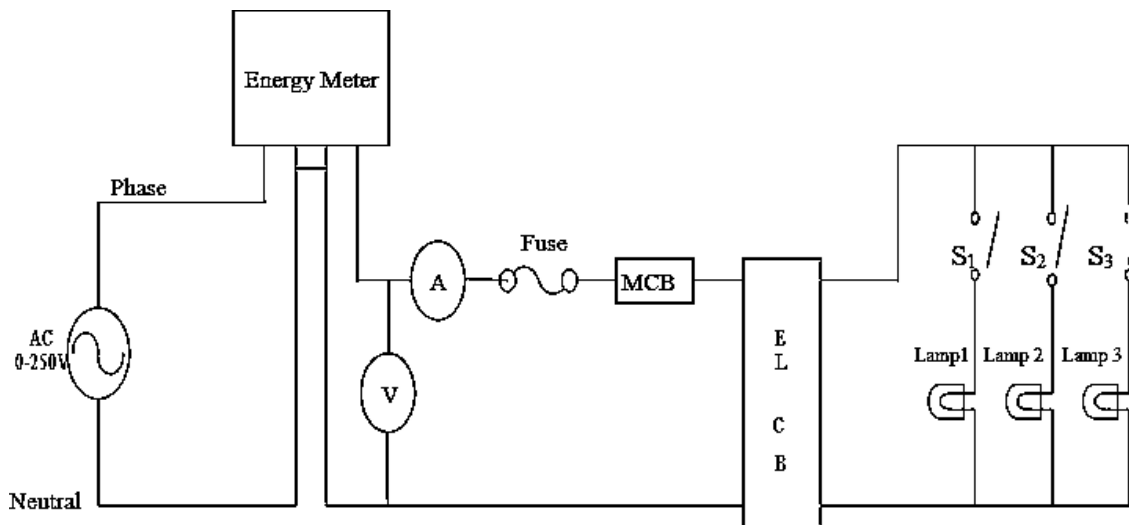 Energy Meter
Phase
Fuse
A
MCB
S1
S2
S3
AC
0-250V
V
E
L
C
B
Lamp1
Lamp 2
Lamp 3
Neutral